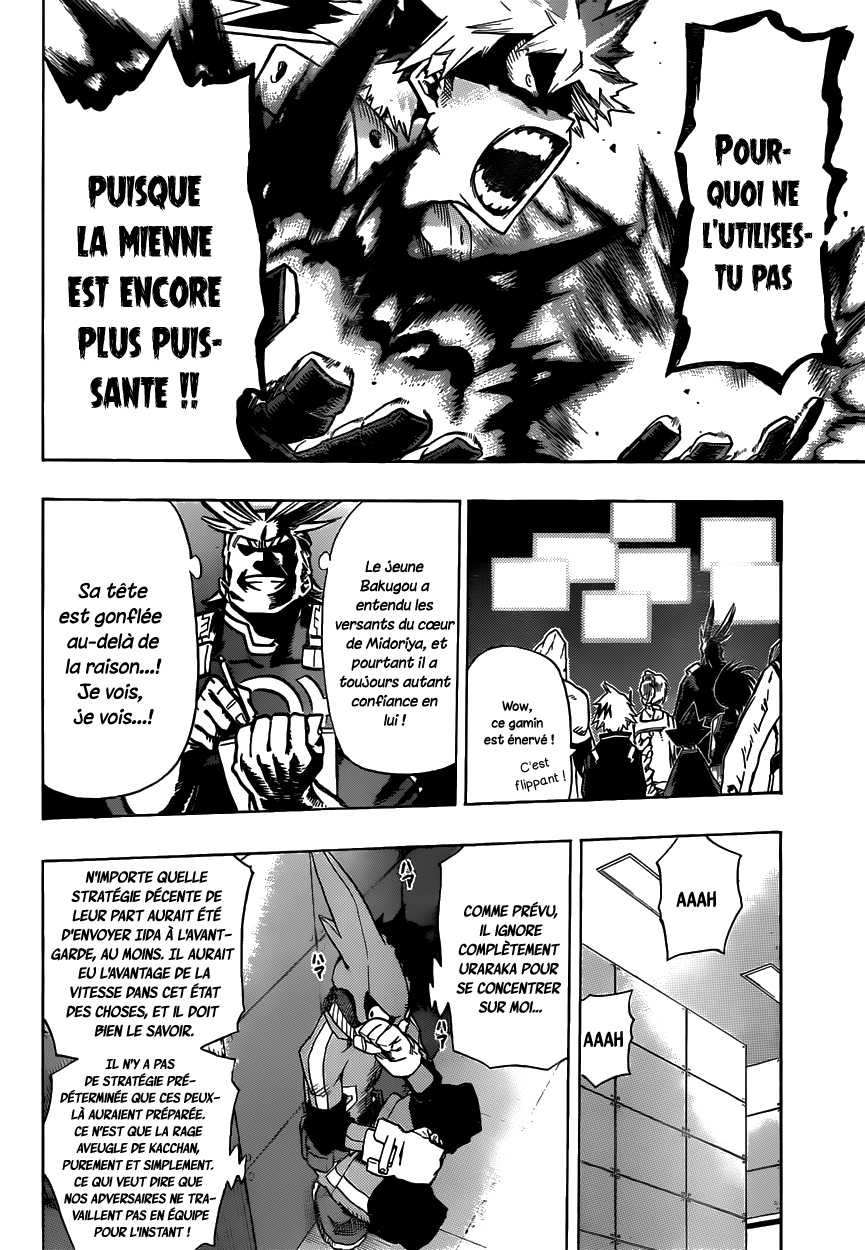 POUR-
QUOI NE
L'UTILISES-
TU PAS
PUISQUE
LA MIENNE
EST ENCORE
PLUS PUIS-
SANTE !!
Wow,
ce gamin
est énervé !
C'est
flippant !
Le jeune
Bakugou a
entendu les
versants du cœur
de Midoriya, et
pourtant il a
toujours autant
confiance en
lui !
Sa tête
est gonflée
au-delà de
la raison...!
Je vois,
je vois...!
AAAH
AAAH
COMME PRÉVU,
IL IGNORE
COMPLÈTEMENT
URARAKA POUR
SE CONCENTRER
SUR MOI...
ハァ
ハァ
N'IMPORTE QUELLE
STRATÉGIE DÉCENTE DE
LEUR PART AURAIT ÉTÉ
D'ENVOYER IIDA À L'AVANT-
GARDE, AU MOINS. IL AURAIT
EU L'AVANTAGE DE LA
VITESSE DANS CET ÉTAT
DES CHOSES, ET IL DOIT
BIEN LE SAVOIR.
IL N'Y A PAS
DE STRATÉGIE PRÉ-
DÉTERMINÉE QUE CES DEUX-
LÀ AURAIENT PRÉPARÉE.
CE N'EST QUE LA RAGE
AVEUGLE DE KACCHAN,
PUREMENT ET SIMPLEMENT.
CE QUI VEUT DIRE QUE
NOS ADVERSAIRES NE TRA-
VAILLENT PAS EN ÉQUIPE
POUR L'INSTANT !